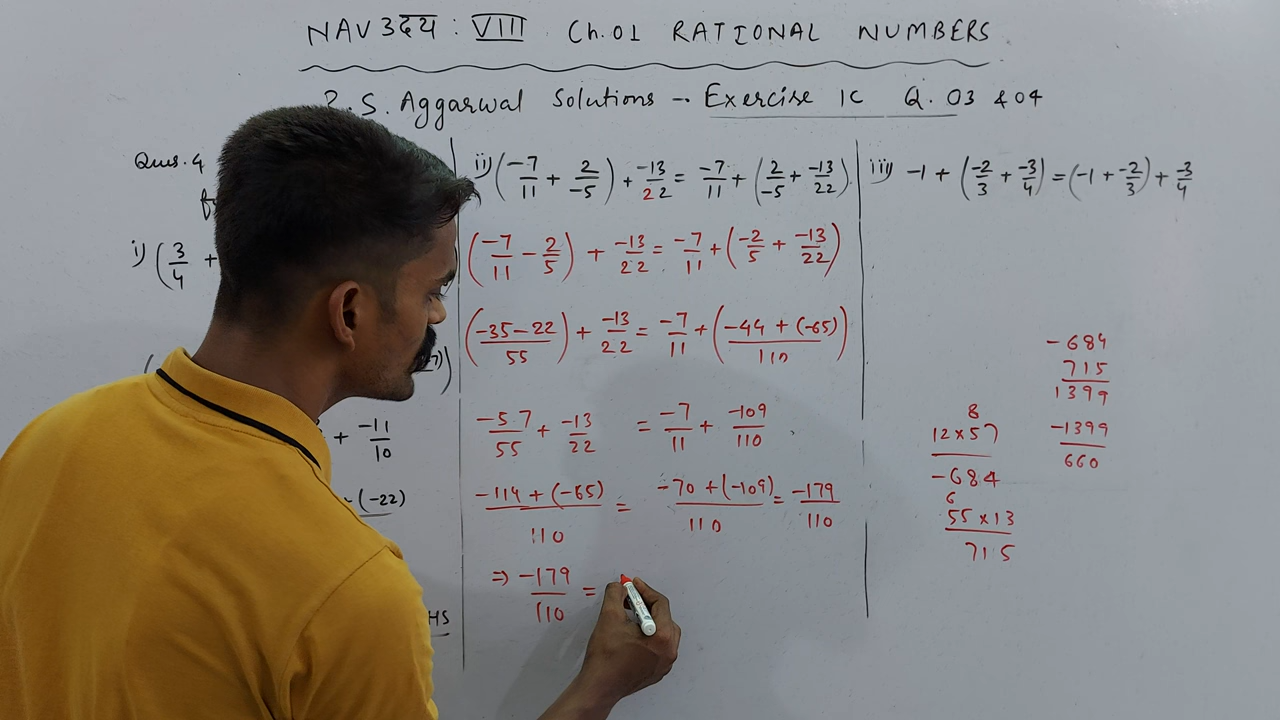 NAVउदय : VIII Ch.01 RATIONAL NUMBERS
R.S. Aggarwal Solutions - Exercise 1C Q. 03 & 04
Ques. 4
i) (3/4 +
+ -11/10
(-22)
HS
ii) (-7/11 + 2/-5) + -13/22 = -7/11 + (2/-5 + -13/22)
(-7/11 - 2/5) + -13/22 = -7/11 + (-2/5 + -13/22)
(-35-22/55) + -13/22 = -7/11 + (-44 + (-65)/110)
-57/55 + -13/22 = -7/11 + -109/110
-114 + (-65)/110 = -70 + (-109)/110 = -179/110
⇒ -179/110 =
iii) -1 + (-2/3 + -3/4) = (-1 + -2/3) + -3/4
8
12×57
-684
6
55×13
715
-684
715
1399
-1399
660